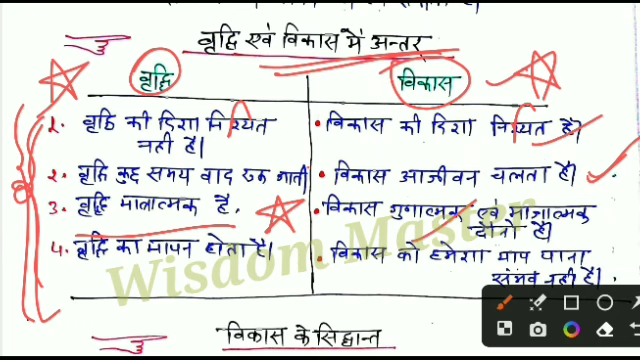 वृद्धि एवं विकास में अन्तर
वृद्धि
विकास
1. वृद्धि की दिशा निश्चित
नही है।
• विकास की दिशा निश्चित है।
2. वृद्धि कुछ समय बाद रुक जाती
• विकास आजीवन चलता है।
3. वृद्धि मात्रात्मक है.
• विकास गुणात्मक एवं मात्रात्मक
दोनों है।
4. वृद्धि का मापन होता है।
• विकास को हमेशा माप पाना
संभव नही है।
Wisdom Master
विकास के सिद्धान्त